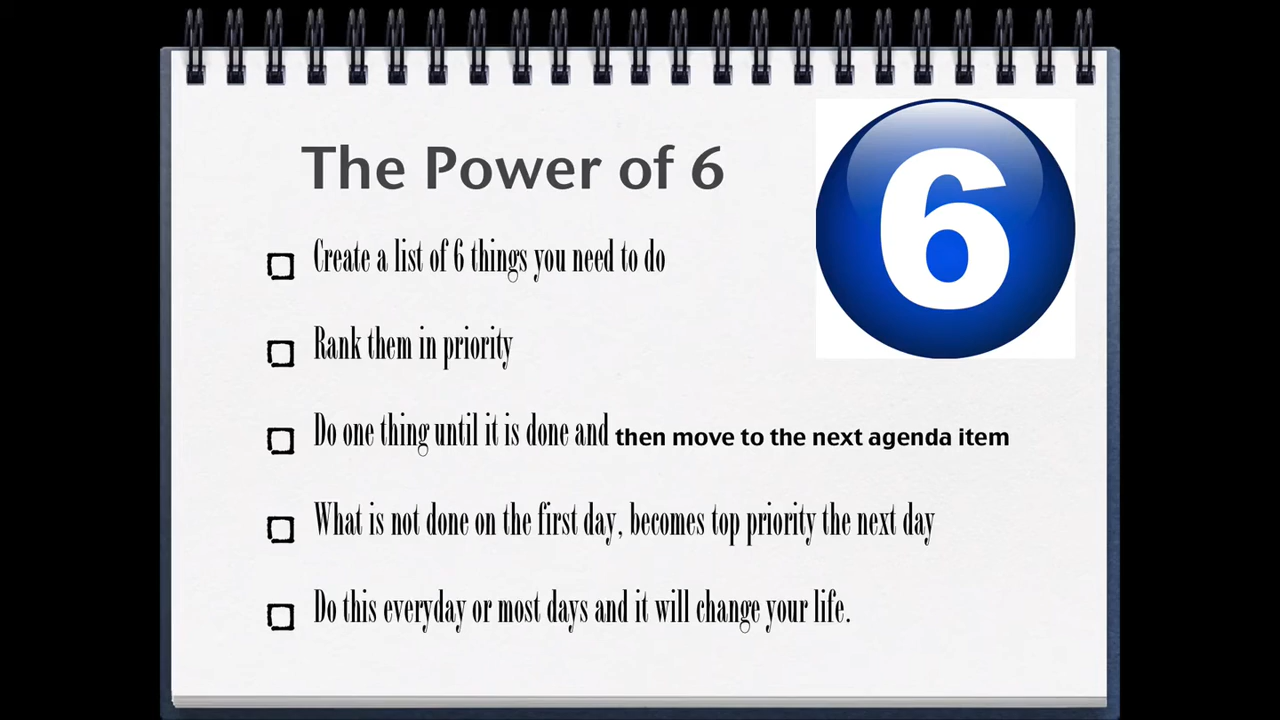 The Power of 6
6
Create a list of 6 things you need to do
Rank them in priority
Do one thing until it is done and then move to the next agenda item
What is not done on the first day, becomes top priority the next day
Do this everyday or most days and it will change your life.